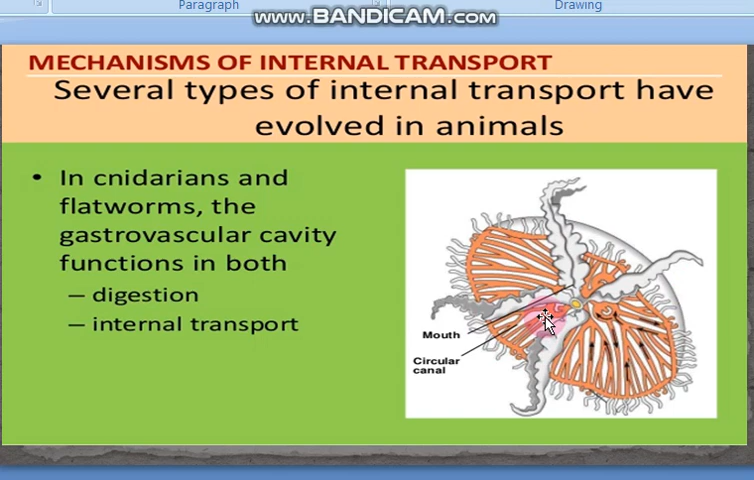 Paragraph
Drawing
www.BANDICAM.com
MECHANISMS OF INTERNAL TRANSPORT
Several types of internal transport have
evolved in animals
• In cnidarians and
flatworms, the
gastrovascular cavity
functions in both
– digestion
– internal transport
Mouth
Circular
canal